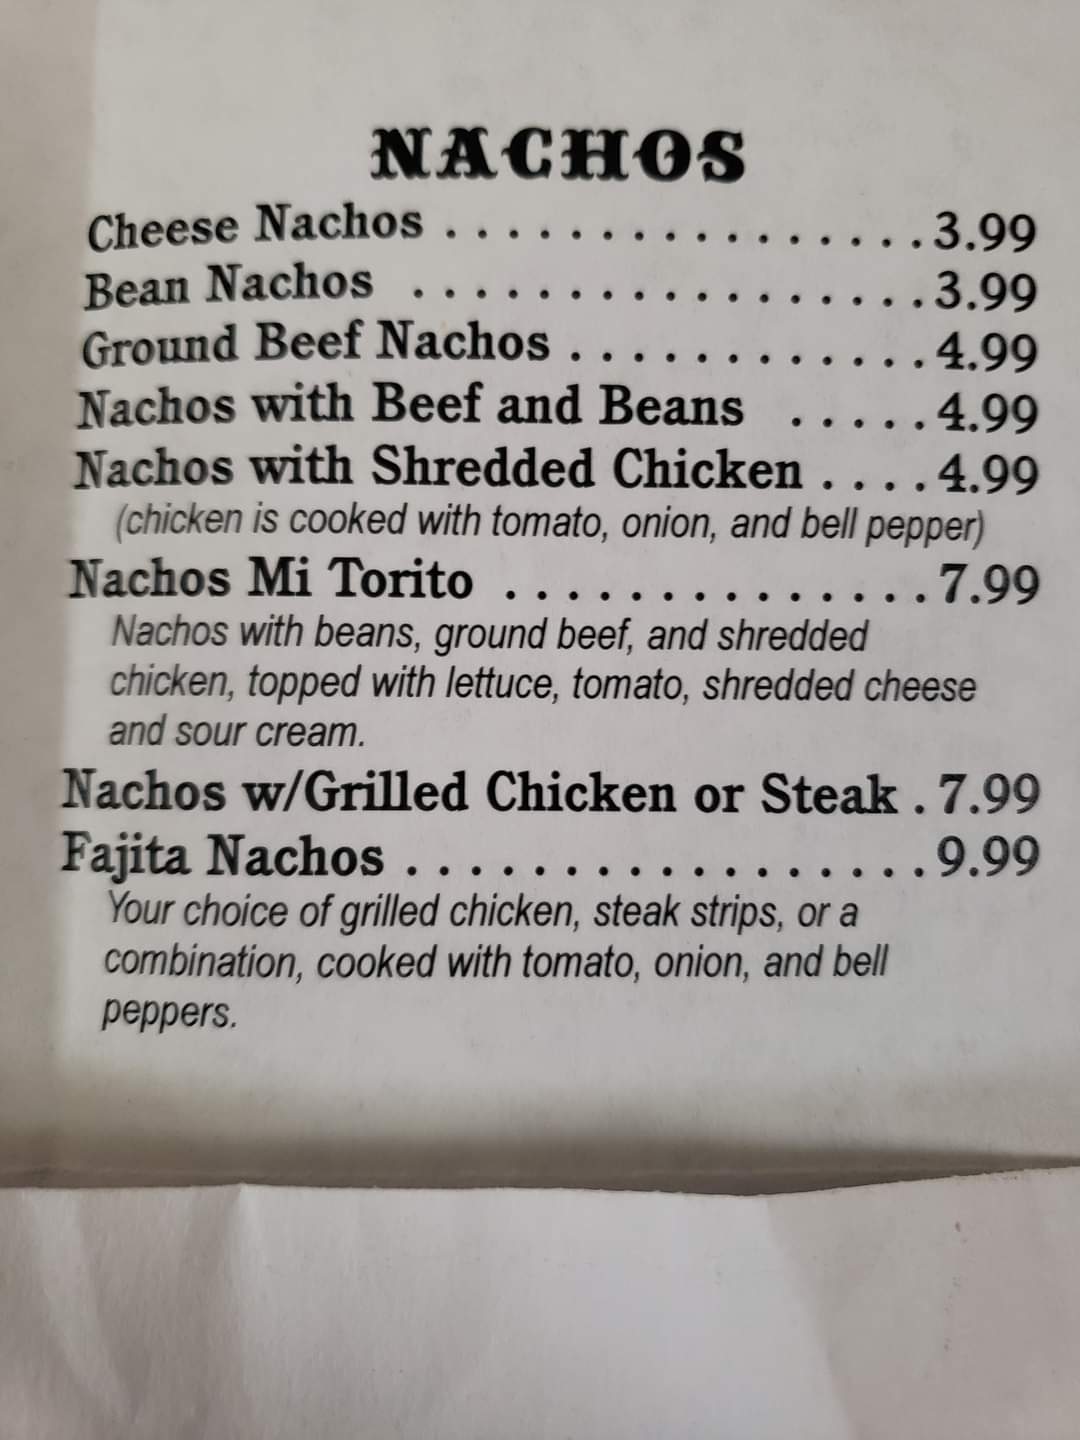 NACHOS
Cheese Nachos . . . . . . . . . . . . . . . . 3.99
Bean Nachos . . . . . . . . . . . . . . . . . 3.99
Ground Beef Nachos . . . . . . . . . . . . 4.99
Nachos with Beef and Beans . . . . . 4.99
Nachos with Shredded Chicken . . . . 4.99
(chicken is cooked with tomato, onion, and bell pepper)
Nachos Mi Torito . . . . . . . . . . . . . . 7.99
Nachos with beans, ground beef, and shredded
chicken, topped with lettuce, tomato, shredded cheese
and sour cream.
Nachos w/Grilled Chicken or Steak . 7.99
Fajita Nachos . . . . . . . . . . . . . . . . . 9.99
Your choice of grilled chicken, steak strips, or a
combination, cooked with tomato, onion, and bell
peppers.